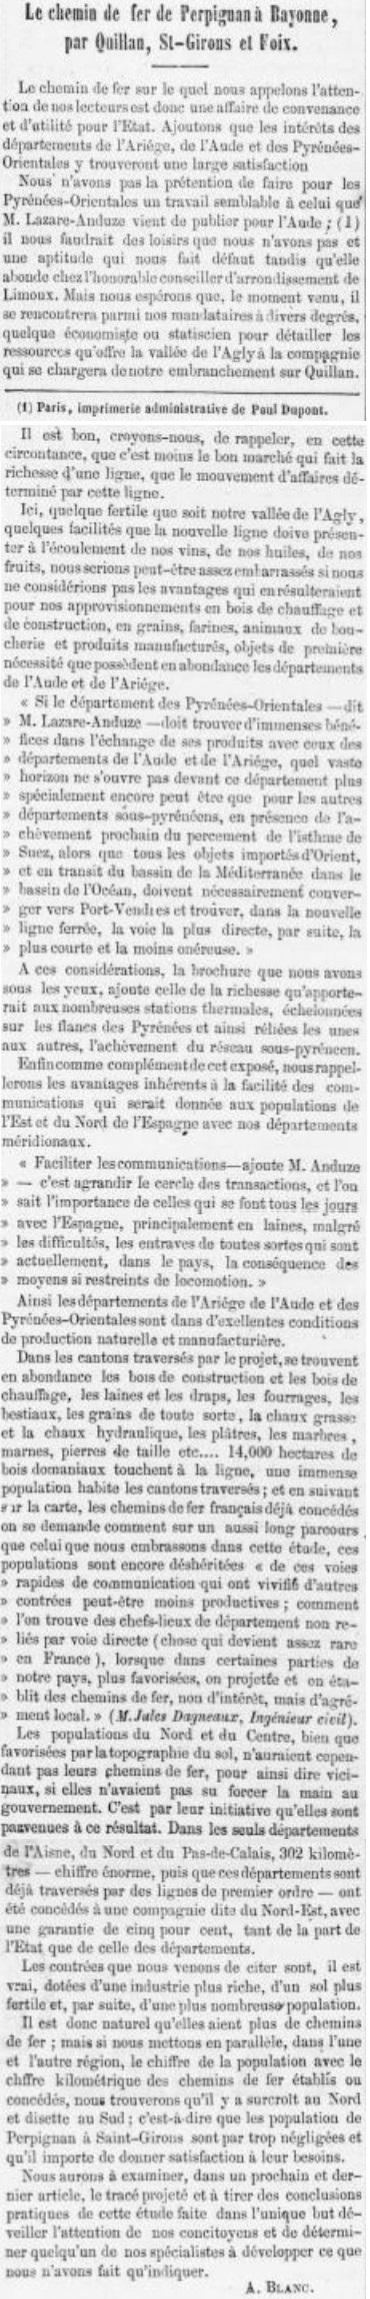 Le chemin de fer de Perpignan à Bayonne,
par Quillan, St-Girons et Foix.
Le chemin de fer sur le quel nous appelons l'atten-
tion de nos lecteurs est donc une affaire de convenance
et d'utilité pour l'Etat. Ajoutons que les intérêts des
départements de l'Ariége, de l'Aude et des Pyrénées-
Orientales y trouveront une large satisfaction
Nous n'avons pas la prétention de faire pour les
Pyrénées-Orientales un travail semblable à celui que
M. Lazare-Anduze vient de publier pour l'Aude ; (1)
il nous faudrait des loisirs que nous n'avons pas et
une aptitude qui nous fait défaut tandis qu'elle
abonde chez l'honorable conseiller d'arrondissement de
Limoux. Mais nous espérons que, le moment venu, il
se rencontrera parmi nos mandataires à divers degrés,
quelque économiste ou statiscien pour détailler les
ressources qu'offre la vallée de l'Agly à la compagnie
qui se chargera de notre embranchement sur Quillan.
(1) Paris, imprimerie administrative de Paul Dupont.
Il est bon, croyons-nous, de rappeler, en cette
circontance, que c'est moins le bon marché qui fait la
richesse d'une ligne, que le mouvement d'affaires dé-
terminé par cette ligne.
Ici, quelque fertile que soit notre vallée de l'Agly,
quelques facilités que la nouvelle ligne doive présen-
ter à l'écoulement de nos vins, de nos huiles, de nos
fruits, nous serions peut-être assez embarrassés si nous
ne considérions pas les avantages qui en résulteraient
pour nos approvisionnements en bois de chauffage et
de construction, en grains, farines, animaux de bou-
cherie et produits manufacturés, objets de première
nécessité que possèdent en abondance les départements
de l'Aude et de l'Ariége.
« Si le département des Pyrénées-Orientales — dit
» M. Lazare-Anduze — doit trouver d'immenses béné-
» fices dans l'échange de ses produits avec ceux des
» départements de l'Aude et de l'Ariége, quel vaste
» horizon ne s'ouvre pas devant ce département plus
» spécialement encore peut être que pour les autres
» départements sous-pyrénéens, en présence de l'a-
» chèvement prochain du percement de l'isthme de
» Suez, alors que tous les objets importés d'Orient,
» et en transit du bassin de la Méditerranée dans le
» bassin de l'Océan, doivent nécessairement conver-
» ger vers Port-Vendres et trouver, dans la nouvelle
» ligne ferrée, la voie la plus directe, par suite, la
» plus courte et la moins onéreuse. »
A ces considérations, la brochure que nous avons
sous les yeux, ajoute celle de la richesse qu'apporte-
rait aux nombreuses stations thermales, échelonnées
sur les flancs des Pyrénées et ainsi réliées les unes
aux autres, l'achèvement du réseau sous-pyrénéen.
Enfin comme complément de cet exposé, nous rappel-
lerons les avantages inhérents à la facilité des com-
munications qui serait donnée aux populations de
l'Est et du Nord de l'Espagne avec nos départements
méridionaux.
« Faciliter les communications—ajoute M. Anduze
» — c'est agrandir le cercle des transactions, et l'on
» sait l'importance de celles qui se font tous les jours
» avec l'Espagne, principalement en laines, malgré
» les difficultés, les entraves de toutes sortes qui sont
» actuellement, dans le pays, la conséquence des
» moyens si restreints de locomotion. »
Ainsi les départements de l'Ariége de l'Aude et des
Pyrénées-Orientales sont dans d'exellentes conditions
de production naturelle et manufacturière.
Dans les cantons traversés par le projet, se trouvent
en abondance les bois de construction et les bois de
chauffage, les laines et les draps, les fourrages, les
bestiaux, les grains de toute sorte, la chaux grasse
et la chaux hydraulique, les plâtres, les marbres,
marnes, pierres de taille etc.... 14,000 hectares de
bois domaniaux touchent à la ligne, une immense
population habite les cantons traversés ; et en suivant
sur la carte, les chemins de fer français déjà concédés
on se demande comment sur un aussi long parcours
que celui que nous embrassons dans cette étude, ces
populations sont encore déshéritées « de ces voies
» rapides de communication qui ont vivifié d'autres
» contrées peut-être moins productives ; comment
» l'on trouve des chefs-lieux de département non re-
» liés par voie directe (chose qui devient assez rare
» en France), lorsque dans certaines parties de
» notre pays, plus favorisées, on projette et on éta-
» blit des chemins de fer, non d'intérêt, mais d'agré-
» ment local. » (M. Jules Dagneaux, Ingénieur civil).
Les populations du Nord et du Centre, bien que
favorisées par la topographie du sol, n'auraient cepen-
dant pas leurs chemins de fer, pour ainsi dire vici-
naux, si elles n'avaient pas su forcer la main au
gouvernement. C'est par leur initiative qu'elles sont
parvenues à ce résultat. Dans les seuls départements
de l'Aisne, du Nord et du Pas-de-Calais, 302 kilomè-
tres — chiffre énorme, puis que ces départements sont
déjà traversés par des lignes de premier ordre — ont
été concédés à une compagnie dite du Nord-Est, avec
une garantie de cinq pour cent, tant de la part de
l'Etat que de celle des départements.
Les contrées que nous venons de citer sont, il est
vrai, dotées d'une industrie plus riche, d'un sol plus
fertile et, par suite, d'une plus nombreuse population.
Il est donc naturel qu'elles aient plus de chemins
de fer ; mais si nous mettons en parallèle, dans l'une
et l'autre région, le chiffre de la population avec le
chffre kilométrique des chemins de fer établis ou
concédés, nous trouverons qu'il y a surcroît au Nord
et disette au Sud ; c'est-à-dire que les population de
Perpignan à Saint-Girons sont par trop négligées et
qu'il importe de donner satisfaction à leur besoins.
Nous aurons à examiner, dans un prochain et der-
nier article, le tracé projeté et à tirer des conclusions
pratiques de cette étude faite dans l'unique but d'é-
veiller l'attention de nos concitoyens et de détermi-
ner quelqu'un de nos spécialistes à développer ce que
nous n'avons fait qu'indiquer.
A. BLANC.